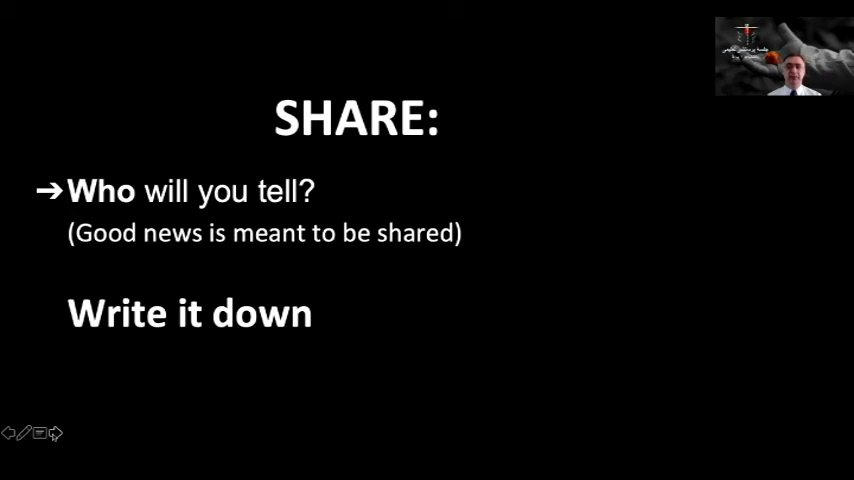 SHARE:
➔Who will you tell?
(Good news is meant to be shared)
Write it down